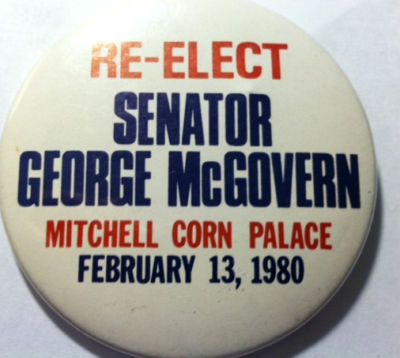 RE-ELECT
SENATOR
GEORGE McGOVERN
MITCHELL CORN PALACE
FEBRUARY 13, 1980